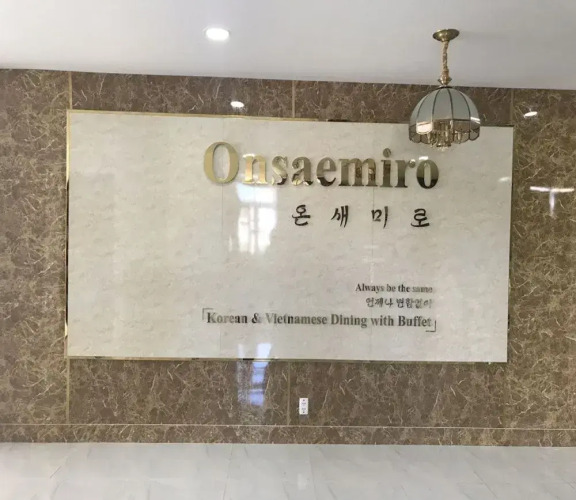 Onsaemiro
온새미로
Always be the same
언제나 변함없이
「Korean & Vietnamese Dining with Buffet」